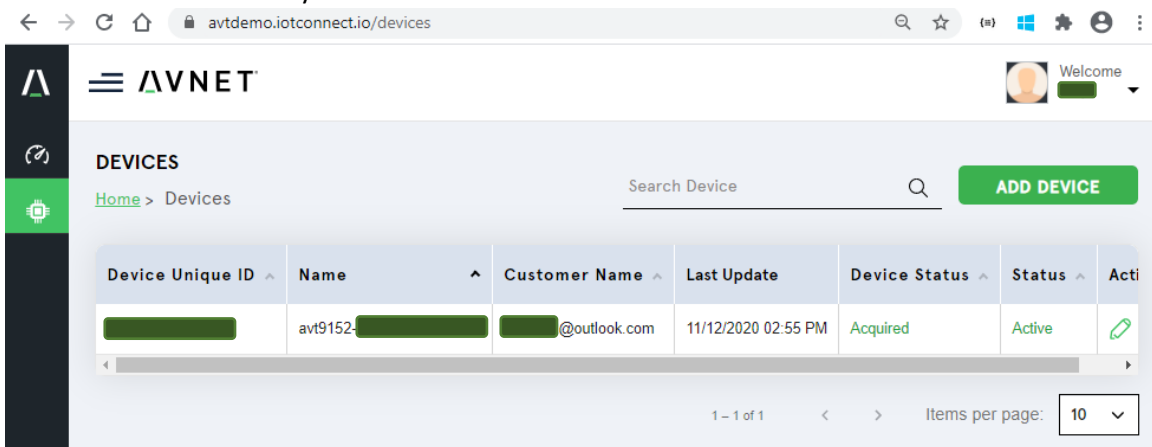 avtdemo.iotconnect.io/devices
AVNET
Welcome
DEVICES
Search Device
ADD DEVICE
Home > Devices
Device Unique ID Name Customer Name Last Update Device Status Status Acti
avt9152- @outlook.com 11/12/2020 02:55 PM Acquired Active
1 – 1 of 1 < > Items per page: 10